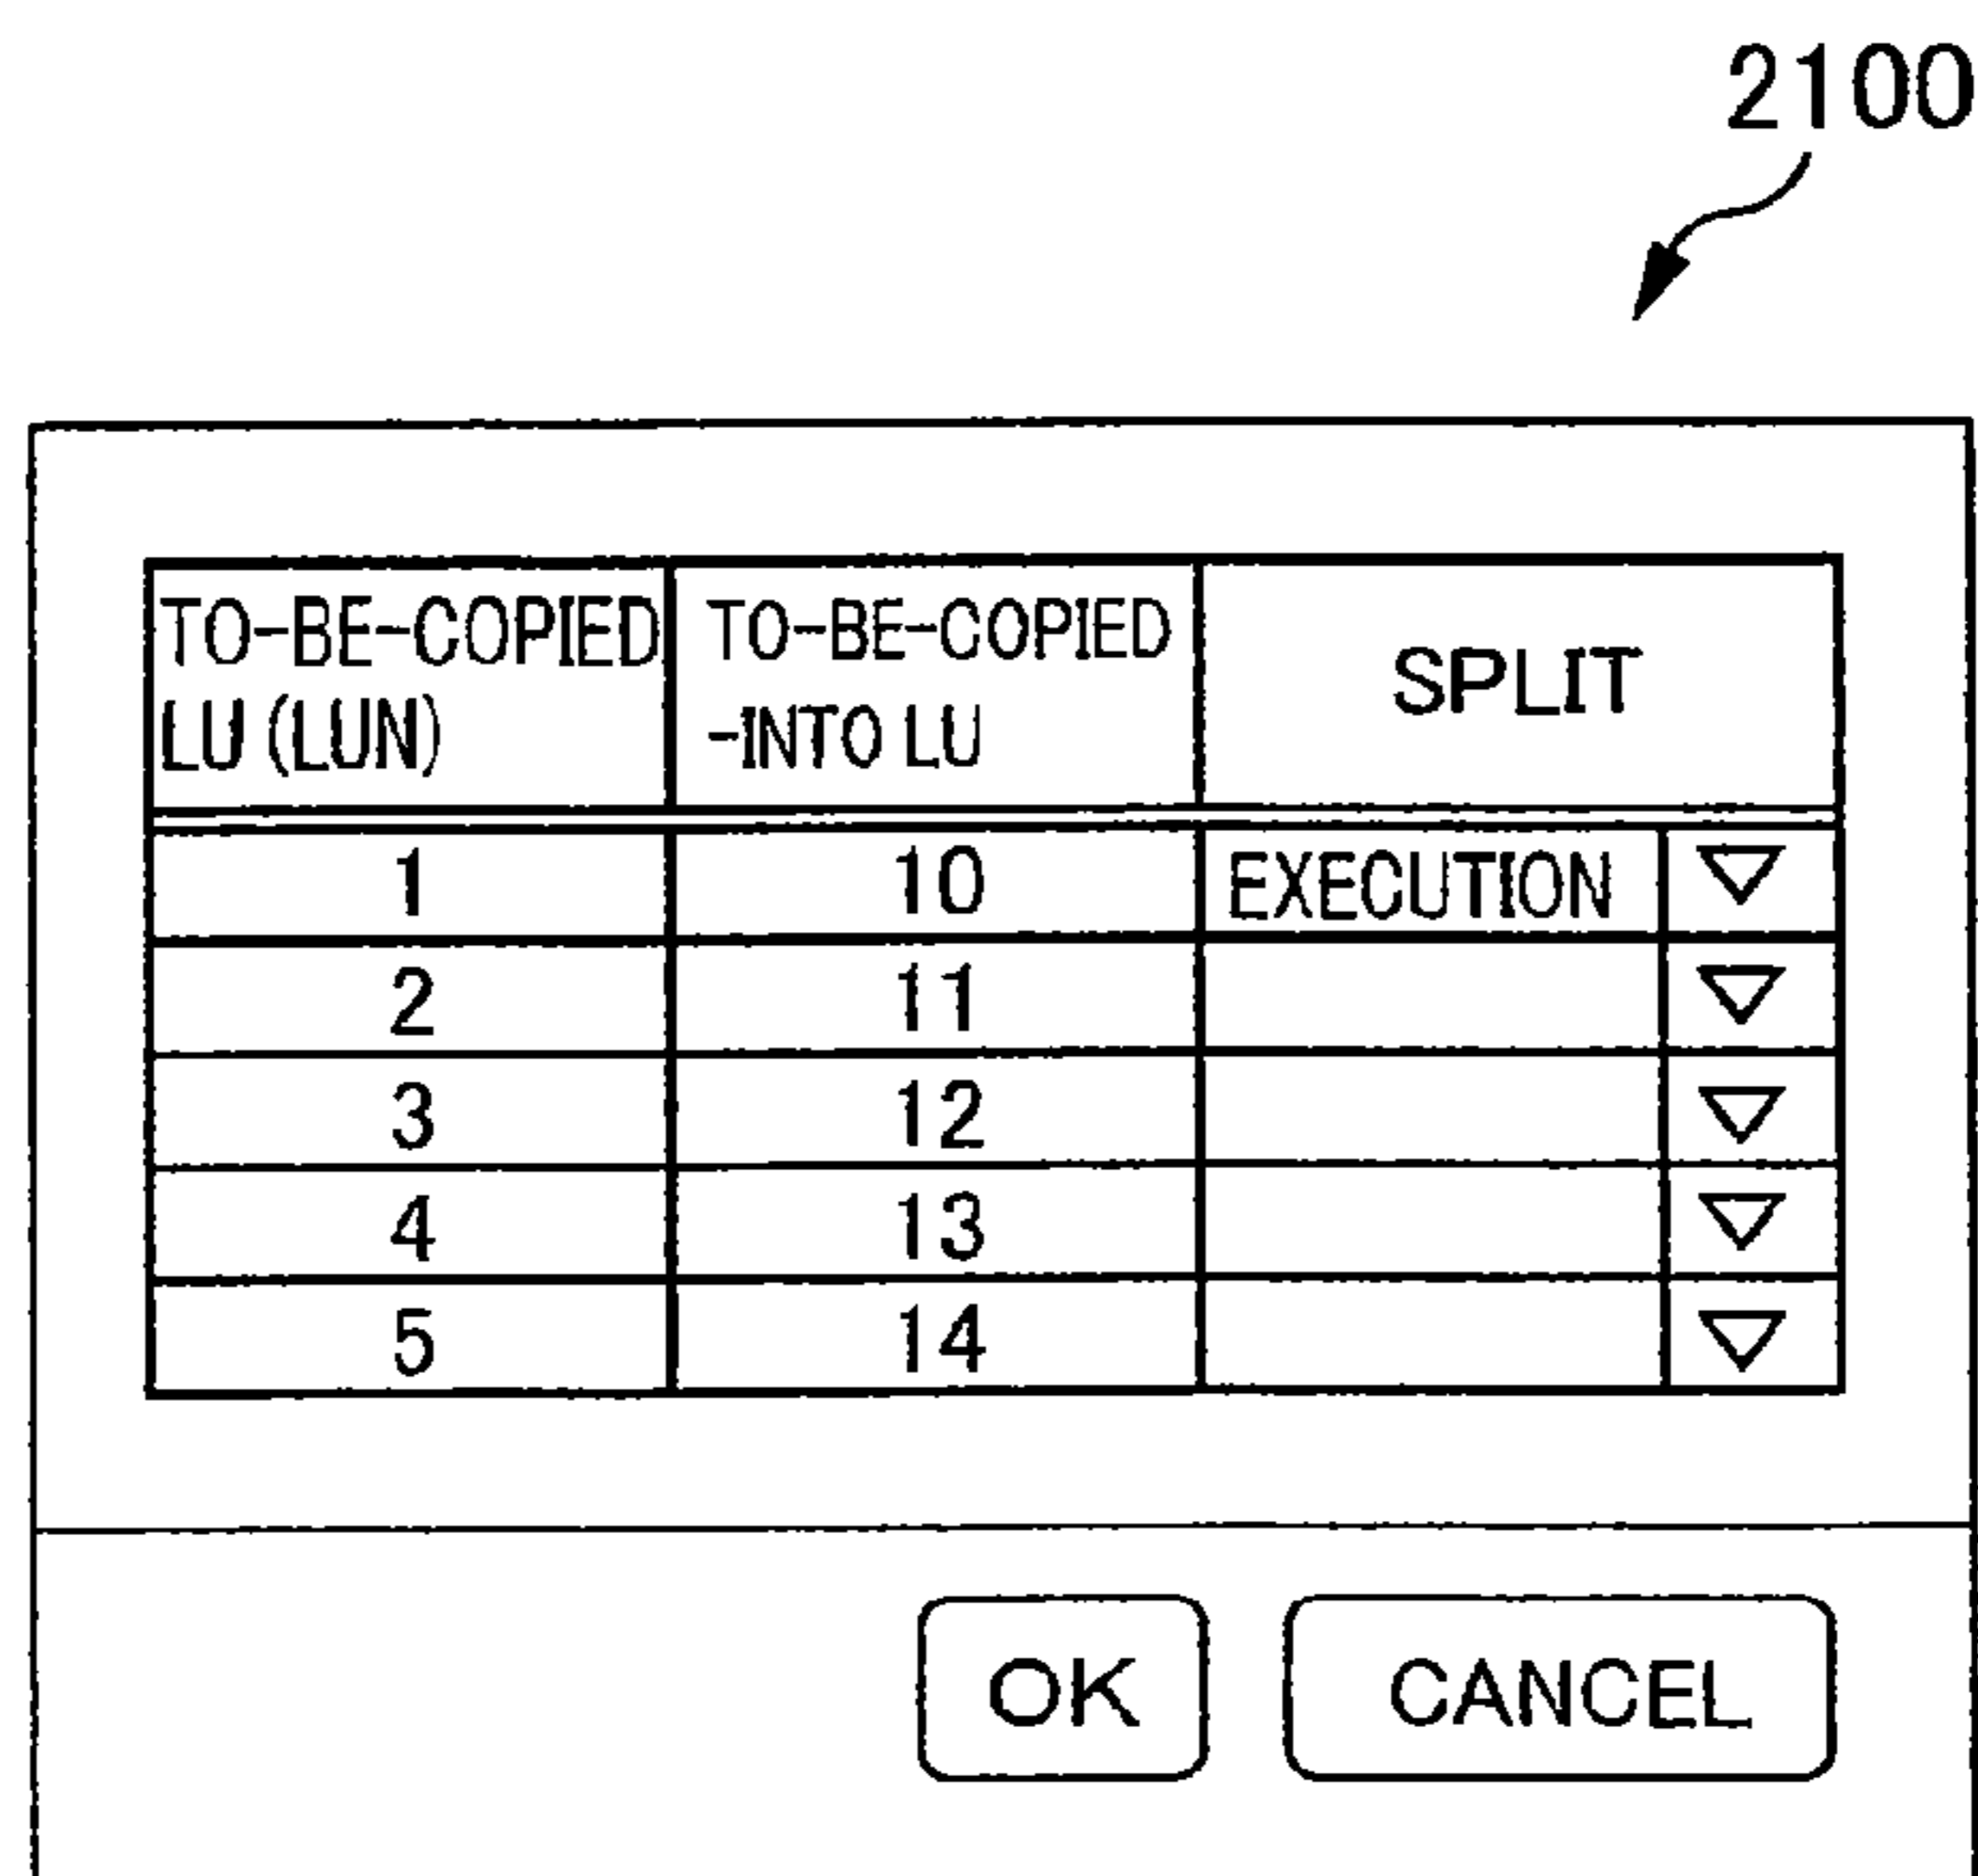 2100
TO-BE-COPIED LU (LUN)
TO-BE-COPIED -INTO LU
SPLIT
1 10 EXECUTION
2 11
3 12
4 13
5 14
OK CANCEL